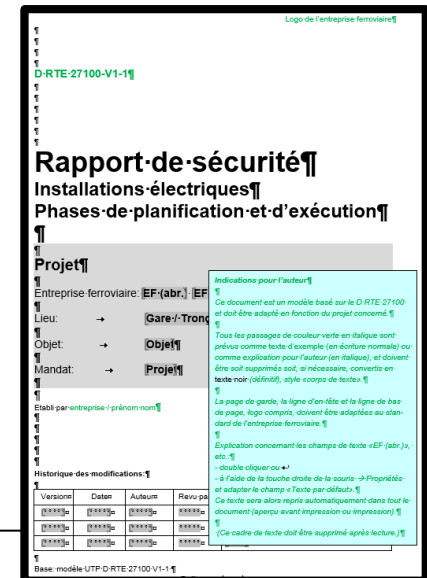 Logo de l'entreprise ferroviaire¶
¶
¶
¶
¶
D·RTE·27100-V1-1¶
¶
¶
¶
¶
¶
¶
¶
Rapport·de·sécurité¶
Installations·électriques¶
Phases·de·planification·et·d'exécution¶
¶
¶
Projet¶
¶
Entreprise·ferroviaire: EF·(abr.) EF
¶
Lieu: → Gare·/·Tronç
¶
Objet: → Objet¶
¶
Mandat: → Projet¶
¶
¶
Etabli·par·entreprise·/·prénom·nom¶
¶
¶
¶
¶
¶
Historique·des·modifications:¶
¶
Version¤ Date¤ Auteur¤ Revu·pa
¶
Base:·modèle·UTP·D·RTE·27100·V1-1·¶
Indications·pour·l'auteur¶
¶
Ce·document·est·un·modèle·basé·sur·le·D·RTE·27100·
et·doit·être·adapté·en·fonction·du·projet·concerné.¶
¶
Tous·les·passages·de·couleur·verte·en·italique·sont·
prévus·comme·texte·d'exemple·(en·écriture·normale)·ou·
comme·explication·pour·l'auteur·(en·italique),·et·doivent·
être·soit·supprimés·soit,·si·nécessaire,·convertis·en·
texte·noir·(définitif),·style·«corps·de·texte».¶
¶
La·page·de·garde,·la·ligne·d'en-tête·et·la·ligne·de·bas·
de·page,·logo·compris,·doivent·être·adaptées·au·stan-
dard·de·l'entreprise·ferroviaire.¶
¶
Explication·concernant·les·champs·de·texte·«EF·(abr.)»,·
etc.:¶
-·double·cliquer·ou·↵
-·à·l'aide·de·la·touche·droite·de·la·souris·→·Propriétés·
et·adapter·le·champ·«Texte·par·défaut».¶
Ce·texte·sera·alors·repris·automatiquement·dans·tout·le·
document·(aperçu·avant·impression·ou·impression).¶
¶
(Ce·cadre·de·texte·doit·être·supprimé·après·lecture.)¶